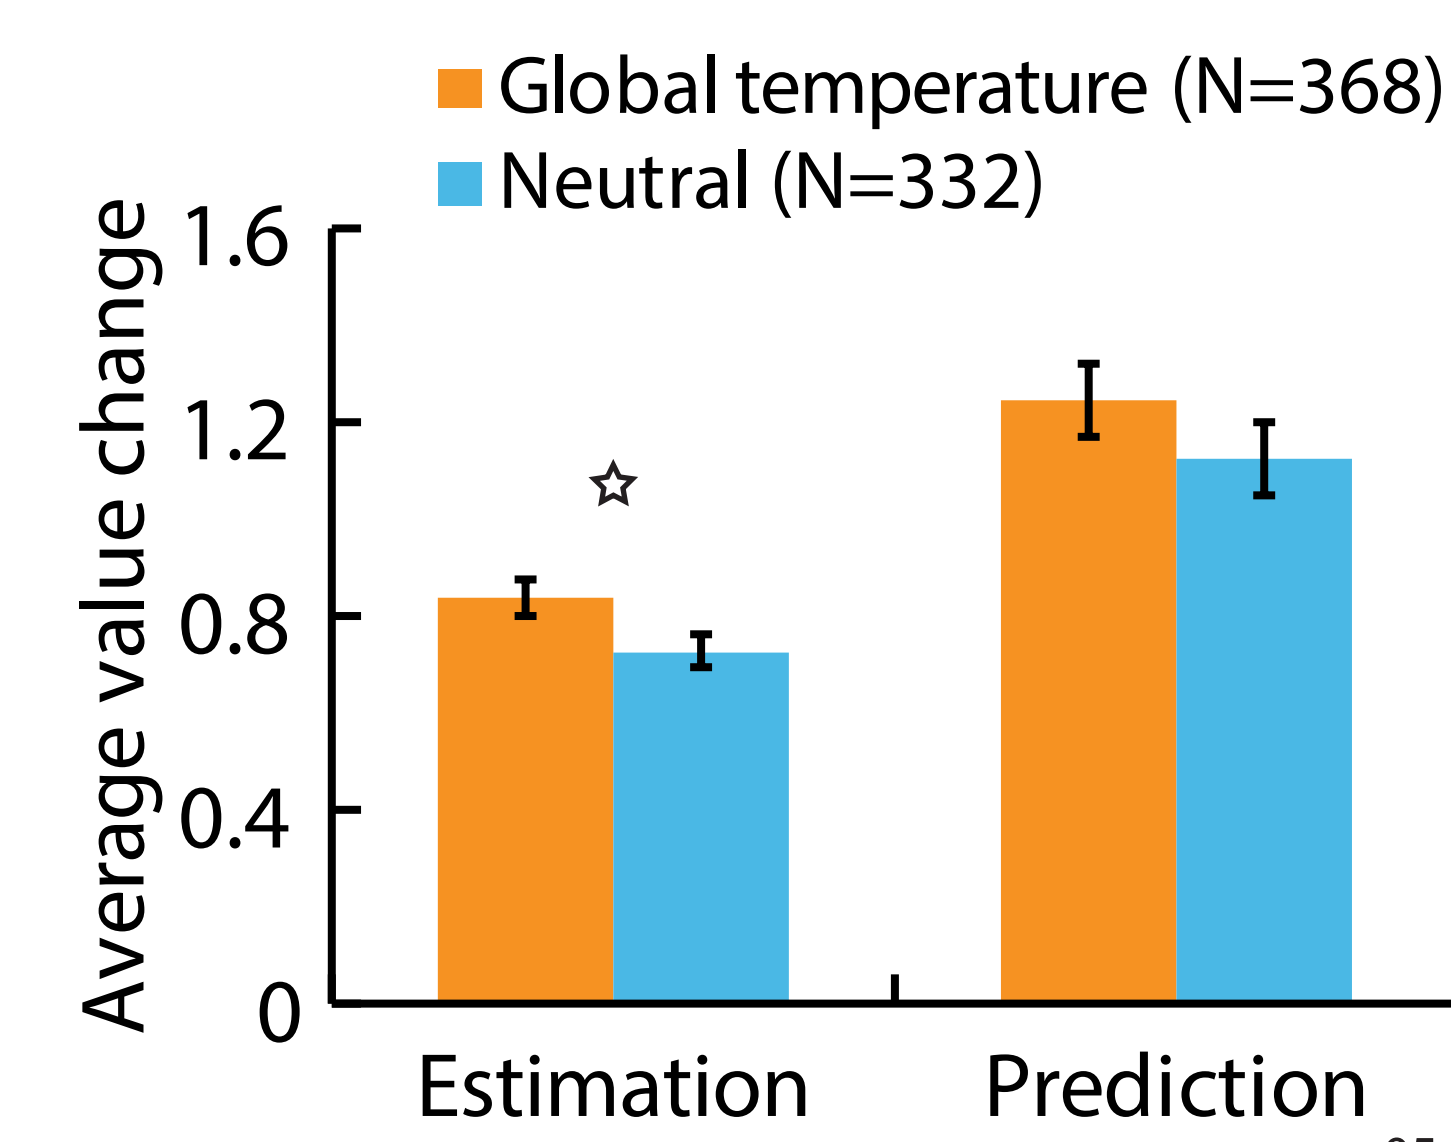 Global temperature (N=368)
Neutral (N=332)
Average value change
1.6
1.2
0.8
0.4
0
Estimation
Prediction